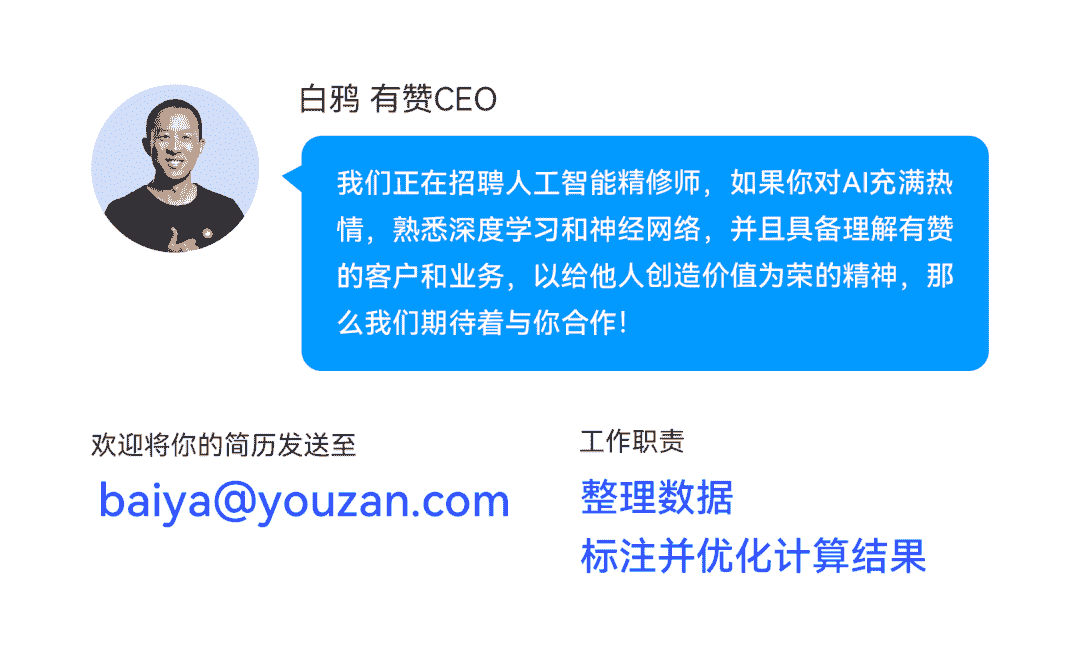 白鸦 有赞CEO
我们正在招聘人工智能精修师，如果你对AI充满热
情，熟悉深度学习和神经网络，并且具备理解有赞
的客户和业务，以给他人创造价值为荣的精神，那
么我们期待着与你合作！
欢迎将你的简历发送至
baiya@youzan.com
工作职责
整理数据
标注并优化计算结果